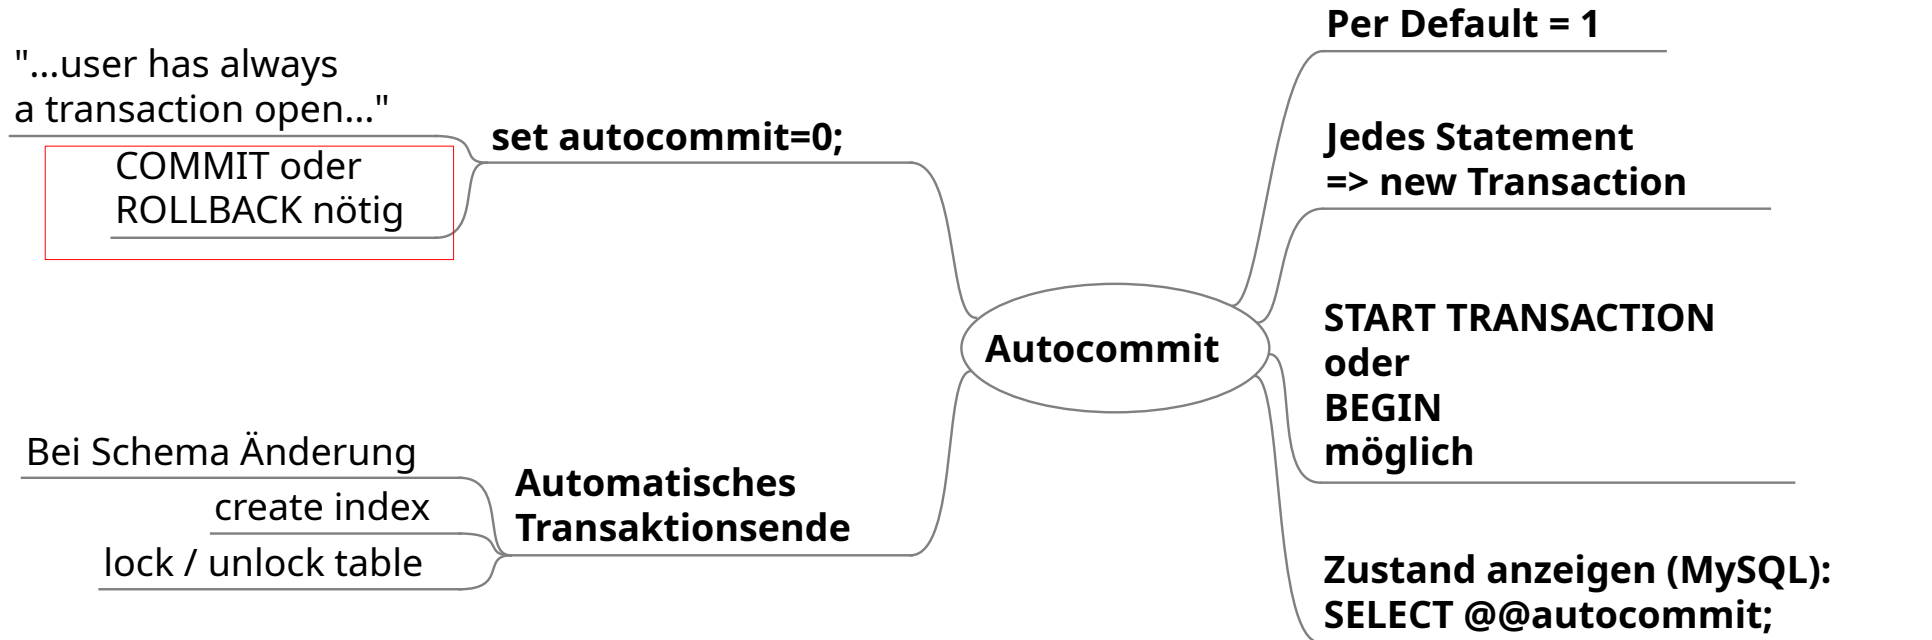 "...user has always
a transaction open..."
COMMIT oder
ROLLBACK nötig
set autocommit=0;
Bei Schema Änderung
create index
lock / unlock table
Automatisches
Transaktionsende
Autocommit
Per Default = 1
Jedes Statement
=> new Transaction
START TRANSACTION
oder
BEGIN
möglich
Zustand anzeigen (MySQL):
SELECT @@autocommit;